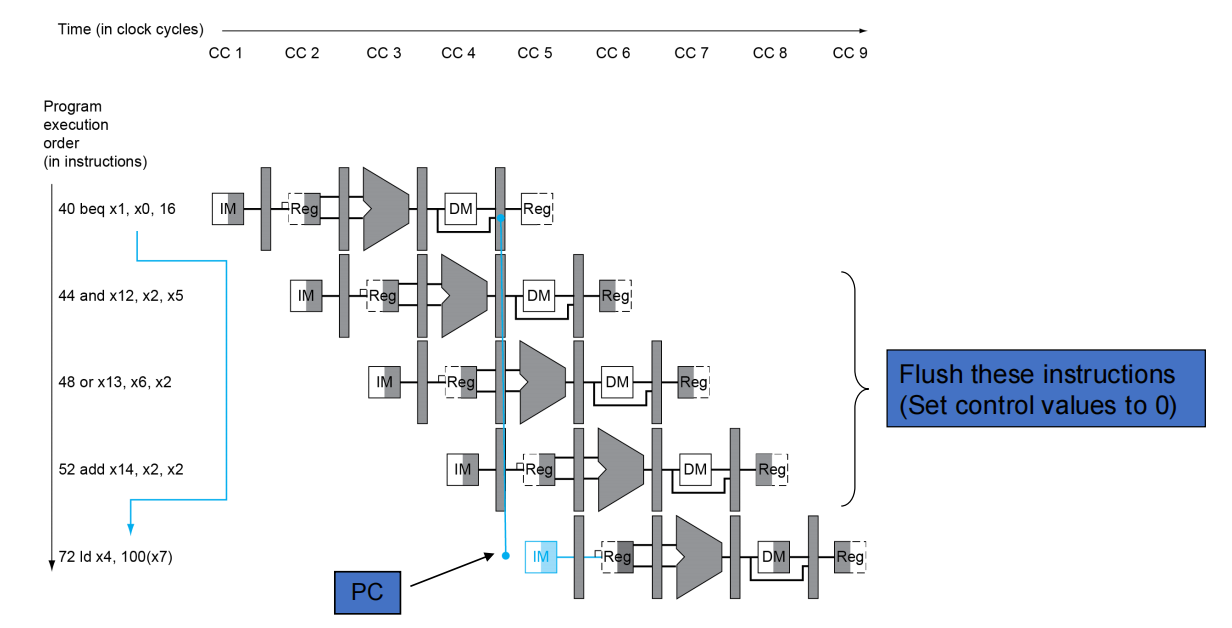 Time (in clock cycles)
CC 1 CC 2 CC 3 CC 4 CC 5 CC 6 CC 7 CC 8 CC 9
Program
execution
order
(in instructions)
40 beq x1, x0, 16
IM Reg DM Reg
44 and x12, x2, x5
IM Reg DM Reg
48 or x13, x6, x2
IM Reg DM Reg
52 add x14, x2, x2
IM Reg DM Reg
72 ld x4, 100(x7)
IM Reg DM Reg
Flush these instructions
(Set control values to 0)
PC